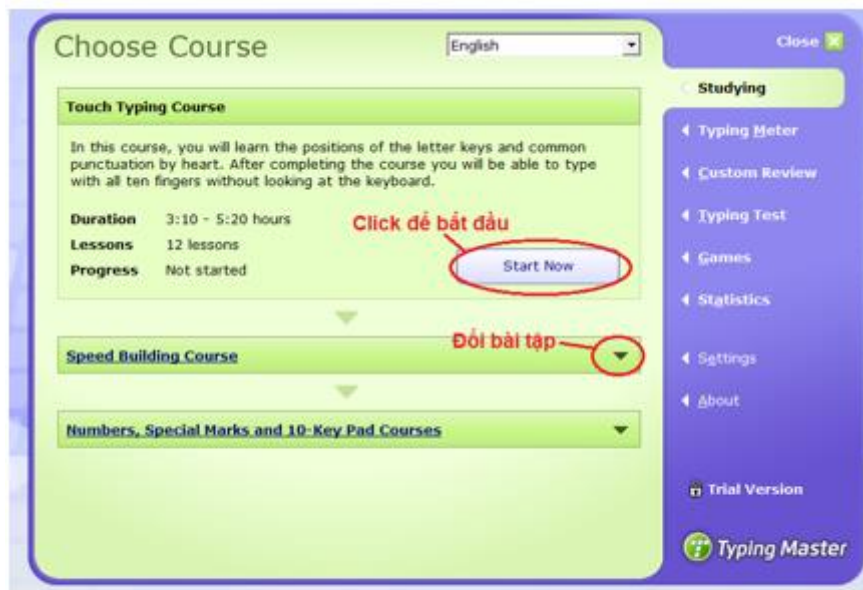 Choose Course
English
Close
Touch Typing Course
In this course, you will learn the positions of the letter keys and common
punctuation by heart. After completing the course you will be able to type
with all ten fingers without looking at the keyboard.
Duration 3:10 - 5:20 hours
Lessons 12 lessons
Progress Not started
Click để bắt đầu
Start Now
Đổi bài tập
Speed Building Course
Numbers, Special Marks and 10-Key Pad Courses
Studying
Typing Meter
Custom Review
Typing Test
Games
Statistics
Settings
About
Trial Version
Typing Master